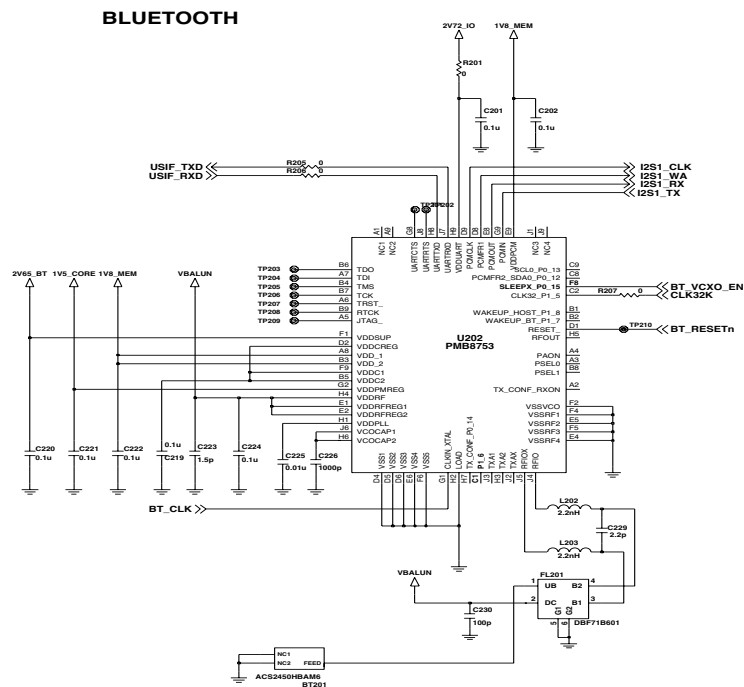 BLUETOOTH
2V72_IO 1V8_MEM
R201
0
C201 C202
0.1u 0.1u
USIF_TXD R205 0 I2S1_CLK
USIF_RXD R206 0 I2S1_WA
I2S1_RX
I2S1_TX
TP202
A1 A9 G8 J8 H8 J7 H9 D9 D8 E8 G9 E9 J1 J9
NC1 NC2 UARTCTS UARTRTS UARTTXD UARTRXD VDDUART PCMCLK PCMFR1 PCMOUT PCMIN VDDPCM NC3 NC4
TP203 B6 TDO
TP204 A7 TDI
TP205 B4 TMS
TP206 B7 TCK
TP207 A6 TRST_
TP208 B9 RTCK
TP209 A5 JTAG_
2V65_BT 1V5_CORE 1V8_MEM VBALUN
F1 VDDSUP
D2 VDDCREG
A8 VDD_1
B3 VDD_2
F9 VDDC1
B5 VDDC2
G2 VDDPMREG
H4 VDDRF
E1 VDDRFREG1
E2 VDDRFREG2
H1 VDDPLL
J6 VCOCAP1
H6 VCOCAP2
U202
PMB8753
SCL0_P0_13 C9
PCMFR2_SDA0_P0_12 C8
SLEEPX_P0_15 F8 BT_VCXO_EN
CLK32_P1_5 C2 R207 0 CLK32K
WAKEUP_HOST_P1_8 B1
WAKEUP_BT_P1_7 B2
RESET_ D1 TP210 BT_RESETn
RFOUT H5
PAON A4
PSEL0 A3
PSEL1 B8
TX_CONF_RXON A2
VSSVCO F2
VSSRF1 F4
VSSRF2 E5
VSSRF3 F5
VSSRF4 E4
C220 0.1u
C221 0.1u
C222 0.1u
0.1u C219
C223 1.5p
C224 0.1u
C225 0.01u
C226 1000p
VSS1 VSS2 VSS3 VSS4 VSS5 CLKIN_XTAL LOAD TX_CONF_P0_14 P1_6 TXA1 TXA2 TXAX RFIOX RFIO
D4 D5 D6 E6 F6 G1 H2 H7 C1 J3 H3 J2 J5 J4
BT_CLK
L202
2.2nH
C229
2.2p
L203
2.2nH
VBALUN
C230
100p
FL201
1 UB B2 4
2 DC B1 3
G1 G2
5 6
DBF71B601
NC1
NC2 FEED
ACS2450HBAM6
BT201